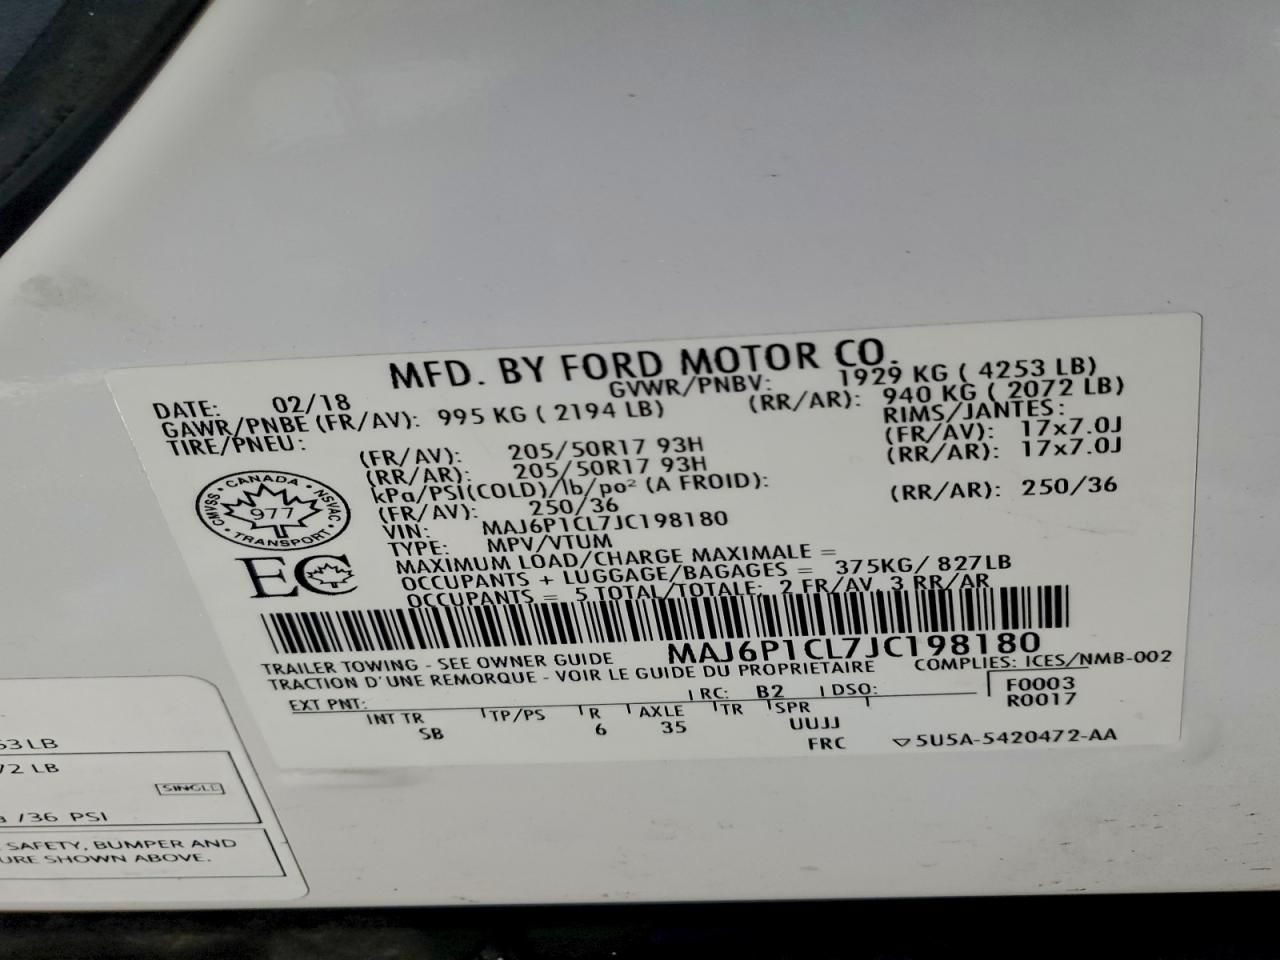 MFD. BY FORD MOTOR CO.
DATE: 02/18 GVWR/PNBV: 1929 KG ( 4253 LB)
GAWR/PNBE (FR/AV): 995 KG ( 2194 LB) (RR/AR): 940 KG ( 2072 LB)
TIRE/PNEU: RIMS/JANTES:
(FR/AV): 205/50R17 93H (FR/AV): 17x7.0J
(RR/AR): 205/50R17 93H (RR/AR): 17x7.0J
kPa/PSI(COLD)/lb/po² (A FROID):
(FR/AV): 250/36 (RR/AR): 250/36
VIN: MAJ6P1CL7JC198180
TYPE: MPV/VTUM
MAXIMUM LOAD/CHARGE MAXIMALE =
OCCUPANTS + LUGGAGE/BAGAGES = 375KG/ 827LB
OCCUPANTS = 5 TOTAL/TOTALE: 2 FR/AV, 3 RR/AR
CANADA
CMVSS 977 NSVAC
TRANSPORT
EC
MAJ6P1CL7JC198180
TRAILER TOWING - SEE OWNER GUIDE
TRACTION D'UNE REMORQUE - VOIR LE GUIDE DU PROPRIETAIRE
COMPLIES: ICES/NMB-002
EXT PNT: RC: B2 DSO: F0003
R0017
INT TR TP/PS R AXLE TR SPR
SB 6 35 UUJJ
FRC 5U5A-5420472-AA
53 LB
72 LB
SINGLE
a /36 PSI
SAFETY, BUMPER AND
URE SHOWN ABOVE.